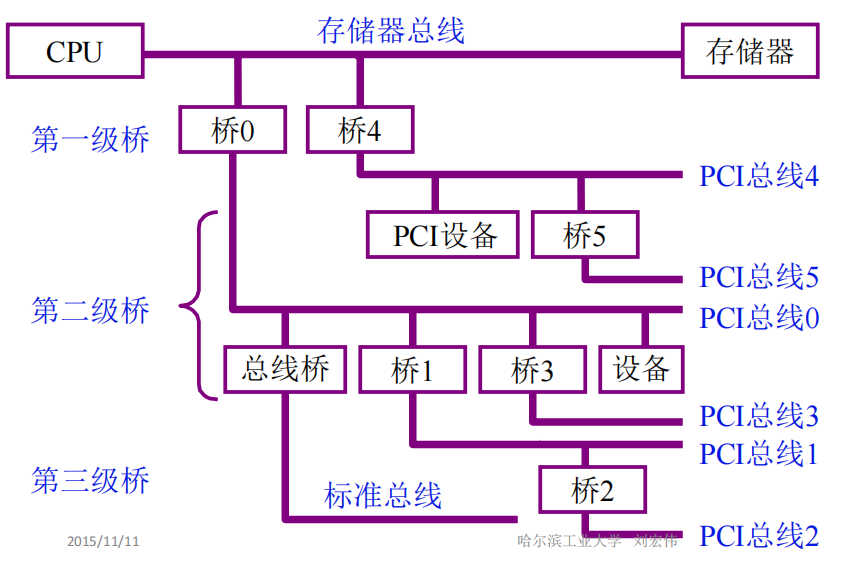 存储器总线
CPU
存储器
第一级桥
桥0
桥4
PCI总线4
PCI设备
桥5
PCI总线5
第二级桥
PCI总线0
总线桥
桥1
桥3
设备
PCI总线3
PCI总线1
第三级桥
标准总线
桥2
2015/11/11
哈尔滨工业大学 刘宏伟
PCI总线2